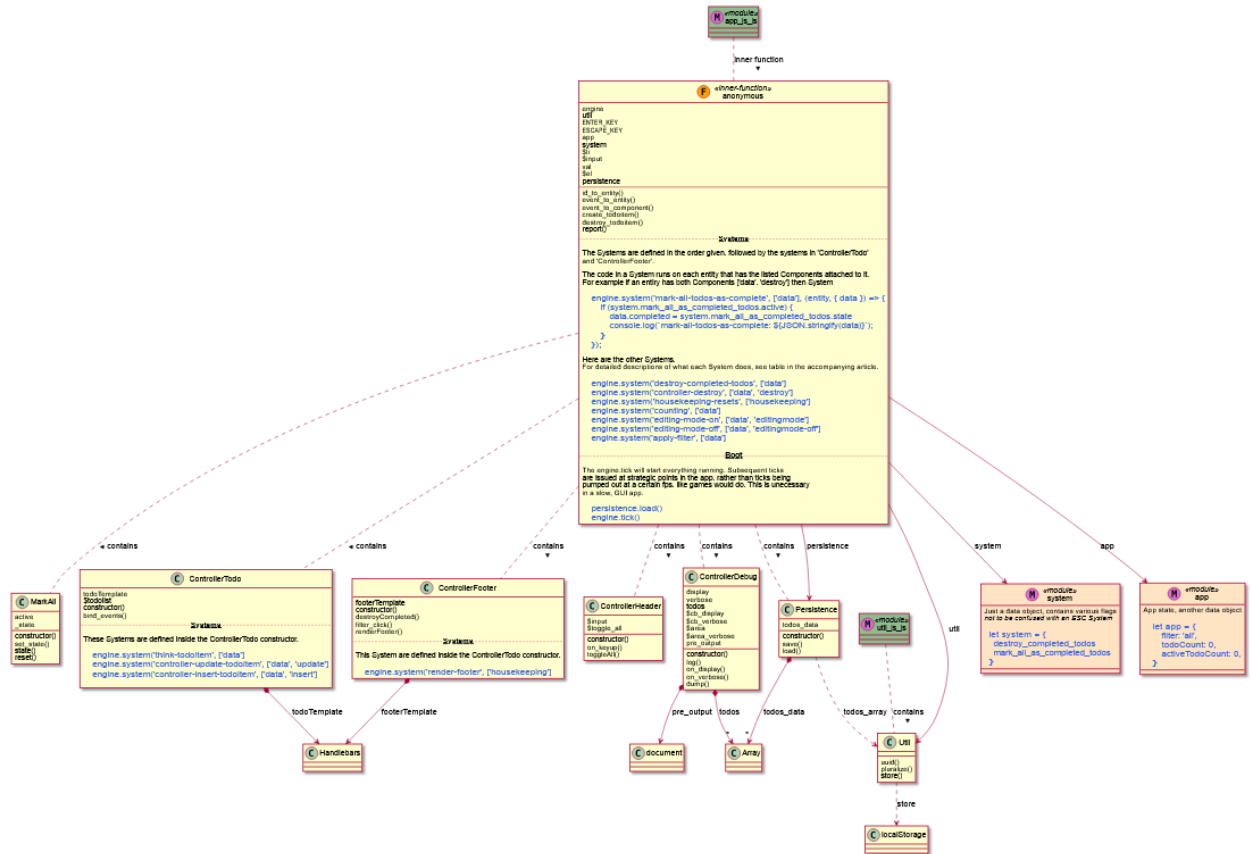 M «module»
app_js_js
inner function
F «inner-function»
anonymous
engine
util
ENTER_KEY
ESCAPE_KEY
app
system
$li
$input
val
$el
persistence
id_to_entity()
event_to_entity()
event_to_component()
create_todoitem()
destroy_todoitem()
report()
Systems
The Systems are defined in the order given, followed by the systems in 'ControllerTodo'
and 'ControllerFooter'.
The code in a System runs on each entity that has the listed Components attached to it.
For example if an entity has both Components ['data', 'destroy'] then System
engine.system('mark-all-todos-as-complete', ['data'], (entity, { data }) => {
if (system.mark_all_as_completed_todos.active) {
data.completed = system.mark_all_as_completed_todos.state
console.log(`mark-all-todos-as-complete: ${JSON.stringify(data)}`);
}
});
Here are the other Systems.
For detailed descriptions of what each System does, see table in the accompanying article.
engine.system('destroy-completed-todos', ['data']
engine.system('controller-destroy', ['data', 'destroy']
engine.system('housekeeping-resets', ['housekeeping']
engine.system('counting', ['data']
engine.system('editing-mode-on', ['data', 'editingmode']
engine.system('editing-mode-off', ['data', 'editingmode-off']
engine.system('apply-filter', ['data']
Boot
The engine.tick will start everything running. Subsequent ticks
are issued at strategic points in the app, rather than ticks being
pumped out at a certain fps, like games would do. This is unecessary
in a slow, GUI app.
persistence.load()
engine.tick()
contains
contains
contains
contains
contains
contains
persistence
system
app
util
C MarkAll
active
_state
constructor()
set_state()
state()
reset()
C ControllerTodo
todoTemplate
$todolist
constructor()
bind_events()
Systems
These Systems are defined inside the ControllerTodo constructor.
engine.system('think-todoitem', ['data']
engine.system('controller-update-todoitem', ['data', 'update']
engine.system('controller-insert-todoitem', ['data', 'insert']
C ControllerFooter
footerTemplate
constructor()
destroyCompleted()
filter_click()
renderFooter()
Systems
This System are defined inside the ControllerTodo constructor.
engine.system('render-footer', ['housekeeping']
C ControllerHeader
$input
$toggle_all
constructor()
on_keyup()
toggleAll()
C ControllerDebug
display
verbose
todos
$cb_display
$cb_verbose
$area
$area_verbose
pre_output
constructor()
log()
on_display()
on_verbose()
dump()
C Persistence
todos_data
constructor()
save()
load()
M «module»
util_js_js
M «module»
system
Just a data object, contains various flags
not to be confused with an ESC System
let system = {
destroy_completed_todos
mark_all_as_completed_todos
}
M «module»
app
App state, another data object
let app = {
filter: 'all',
todoCount: 0,
activeTodoCount: 0,
}
todoTemplate
footerTemplate
pre_output
todos
todos_data
todos_array
contains
*
*
C Handlebars
C document
C Array
C Util
uuid()
pluralize()
store()
store
C localStorage